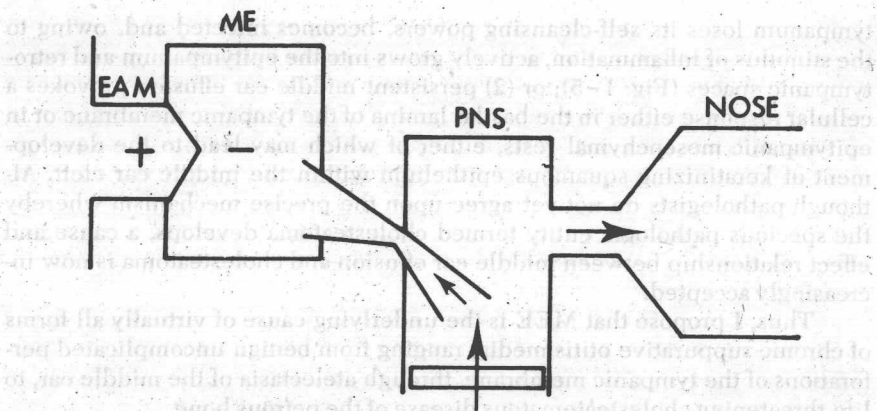 tympanum loses its self-cleansing powers, becomes infected and, owing to
the stimulus of inflammation, actively grows into the epitympanum and retro-
tympanic spaces (Fig. 1-5); or (2) persistent middle ear effusion evokes a
cellular response either in the basal lamina of the tympanic membrane or in
epitympanic mesenchymal rests, either of which may lead to the develop-
ment of keratinizing squamous epithelium within the middle ear cleft. Al-
though pathologists do not yet agree upon the precise mechanism whereby
the specious pathologic entity termed cholesteatoma develops, a cause and
effect relationship between middle ear effusion and cholesteatoma is now in-
creasingly accepted.
Thus, I propose that MEE is the underlying cause of virtually all forms
of chronic suppurative otitis media, ranging from benign uncomplicated per-
forations of the tympanic membrane, through atelectasis of the middle ear, to
life-threatening cholesteatomatous disease of the petrous bone.
ME
EAM
PNS
NOSE
+ −